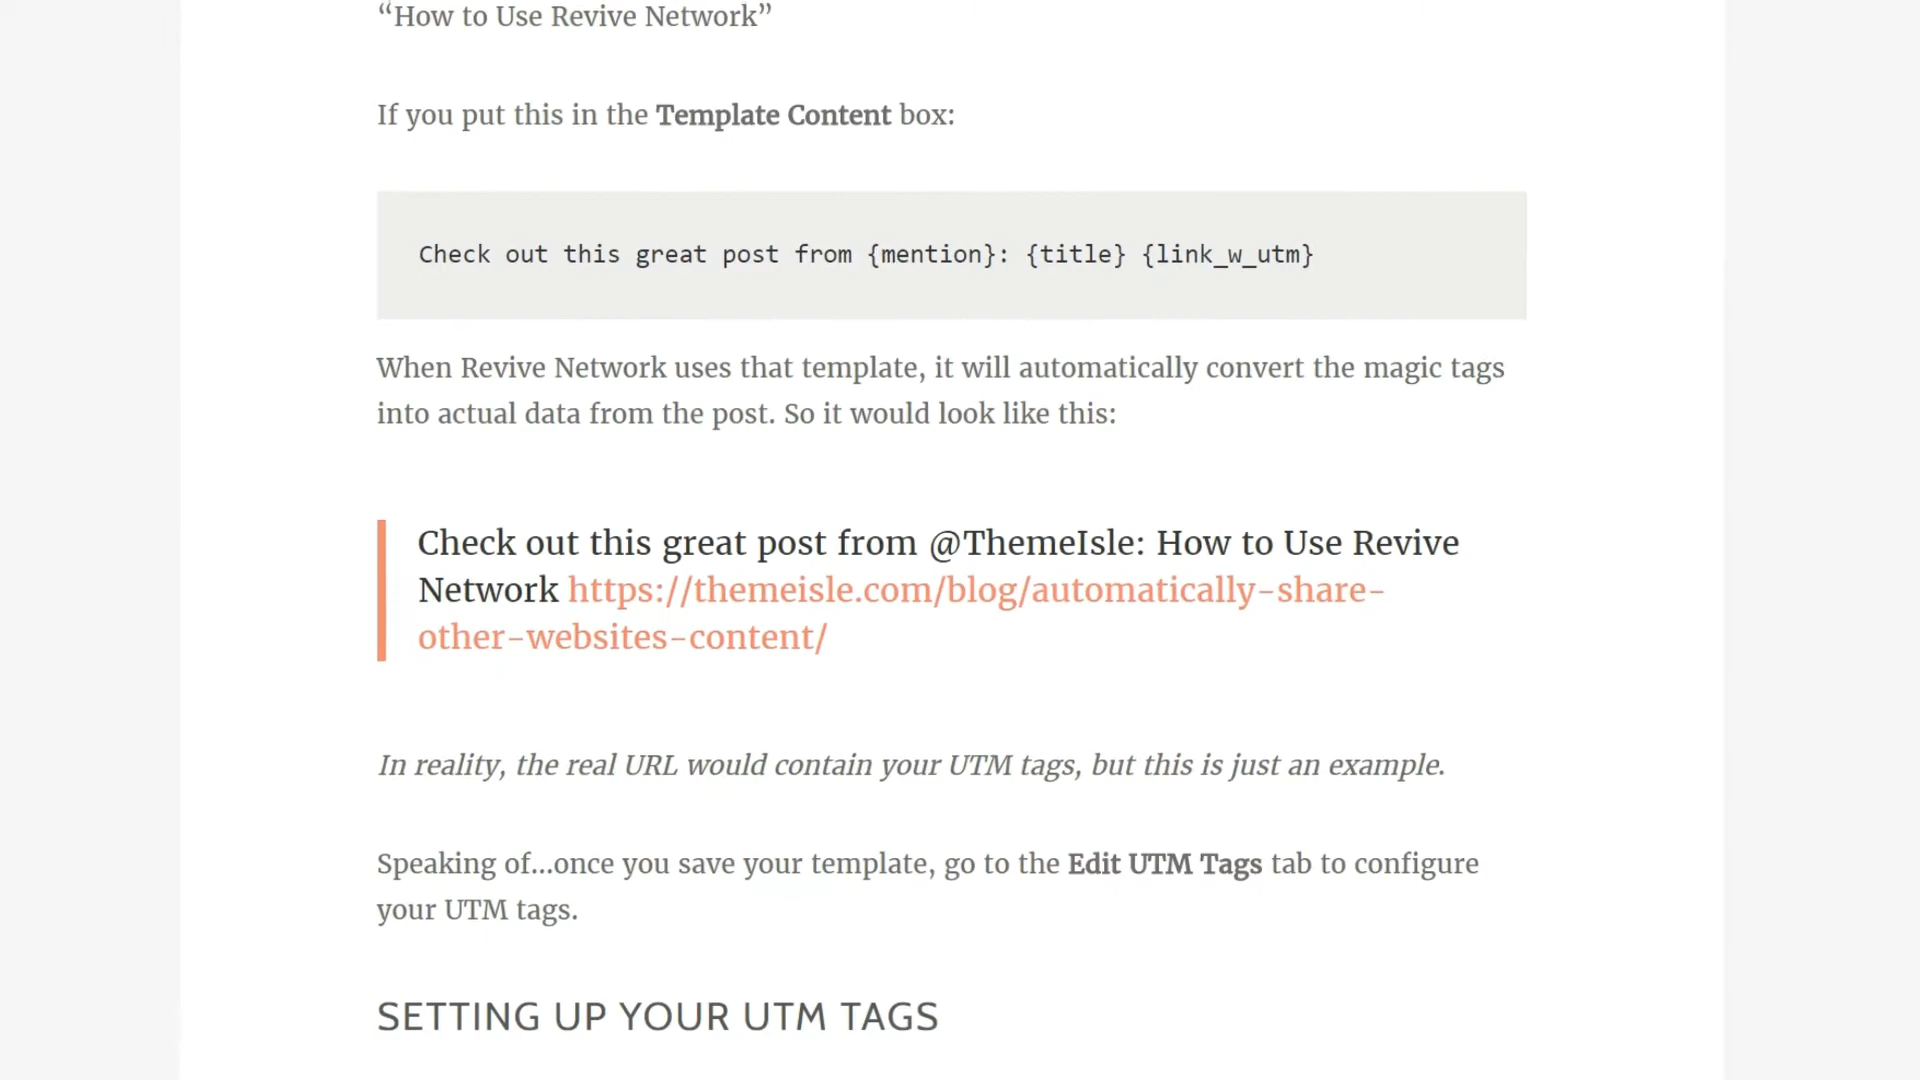 “How to Use Revive Network”
If you put this in the Template Content box:
Check out this great post from {mention}: {title} {link_w_utm}
When Revive Network uses that template, it will automatically convert the magic tags
into actual data from the post. So it would look like this:
Check out this great post from @ThemeIsle: How to Use Revive
Network https://themeisle.com/blog/automatically-share-
other-websites-content/
In reality, the real URL would contain your UTM tags, but this is just an example.
Speaking of…once you save your template, go to the Edit UTM Tags tab to configure
your UTM tags.
SETTING UP YOUR UTM TAGS